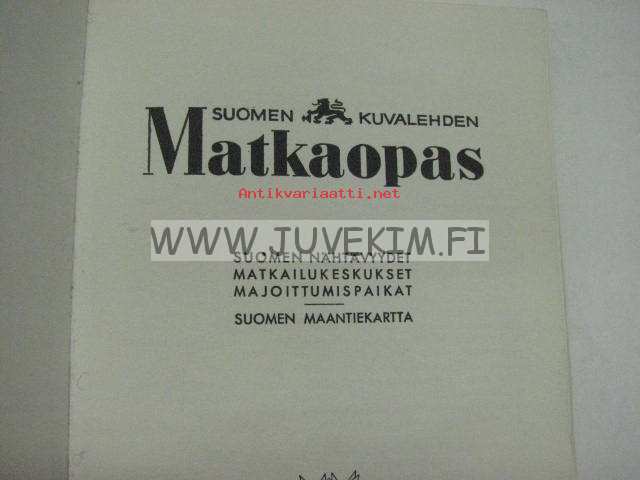 SUOMEN KUVALEHDEN
Matkaopas
Antikvariaatti.net
WWW.JUVEKIM.FI
SUOMEN NÄHTÄVYYDET
MATKAILUKESKUKSET
MAJOITTUMISPAIKAT
SUOMEN MAANTIEKARTTA